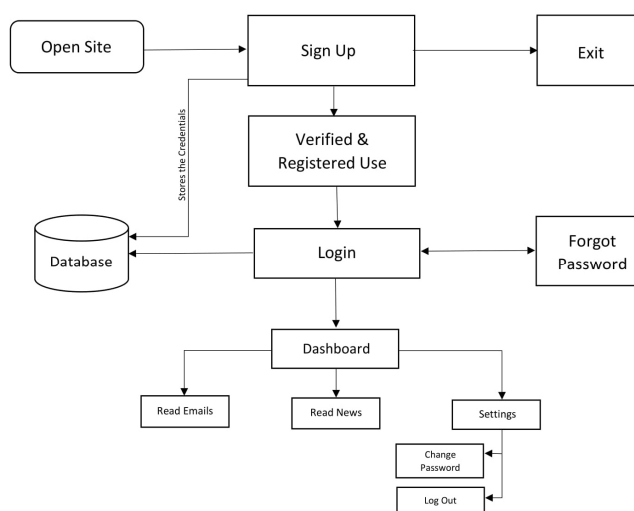 Open Site
Sign Up
Exit
Stores the Credentials
Verified &
Registered Use
Database
Login
Forgot
Password
Dashboard
Read Emails
Read News
Settings
Change
Password
Log Out